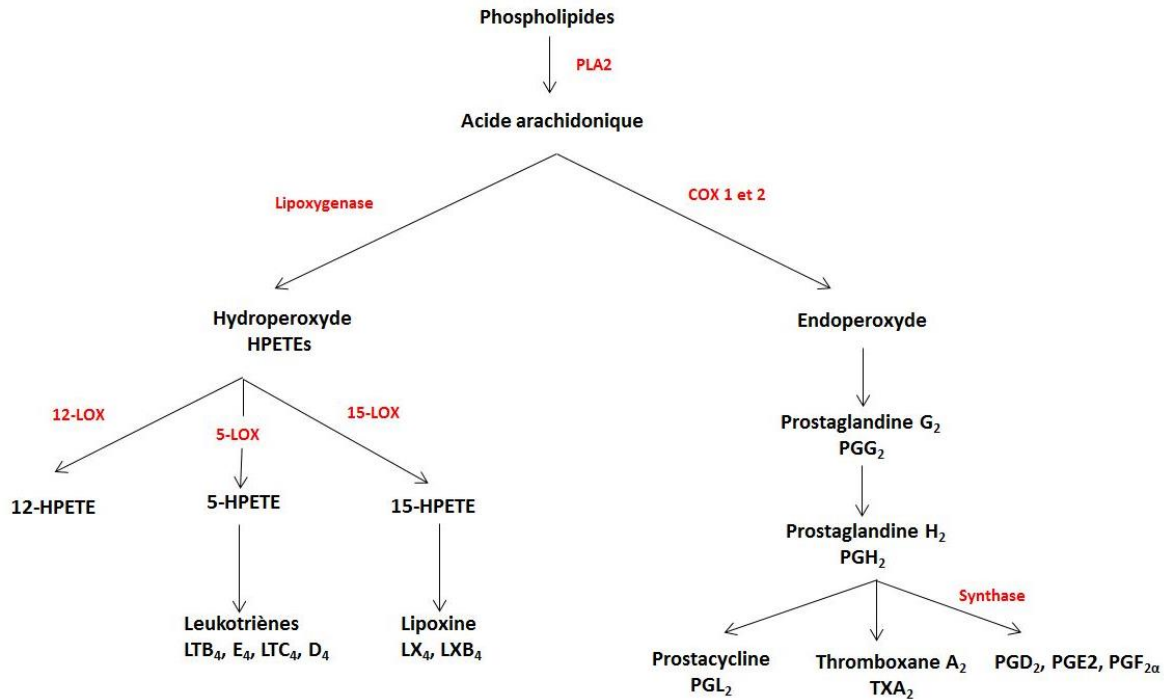 Phospholipides
PLA2
Acide arachidonique
Lipoxygenase
COX 1 et 2
Hydroperoxyde
HPETEs
Endoperoxyde
12-LOX
5-LOX
15-LOX
Prostaglandine G₂
PGG₂
12-HPETE
5-HPETE
15-HPETE
Prostaglandine H₂
PGH₂
Synthase
Leukotriènes
LTB₄, E₄, LTC₄, D₄
Lipoxine
LX₄, LXB₄
Prostacycline
PGL₂
Thromboxane A₂
TXA₂
PGD₂, PGE2, PGF₂α